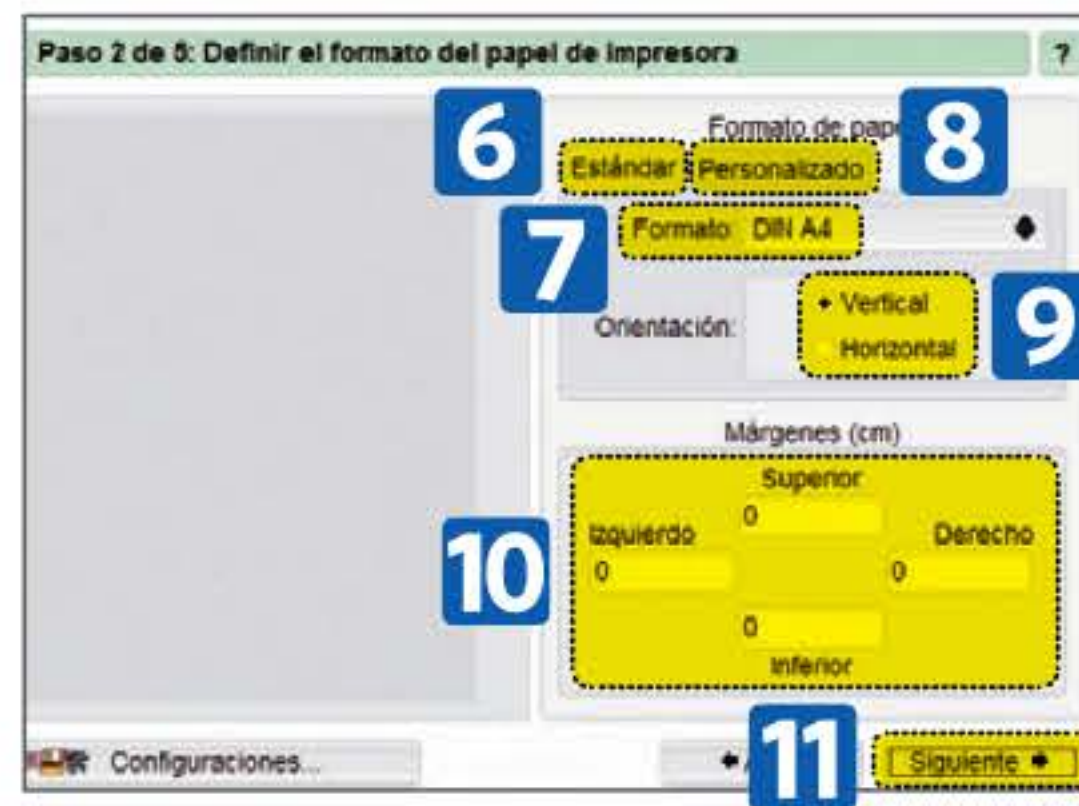 Paso 2 de 5: Definir el formato del papel de impresora ?
6 Formato de 8
Estándar Personalizado
7 Formato: DIN A4
Orientación: Vertical 9
Horizontal
Márgenes (cm)
Superior
0
Izquierdo Derecho
10 0 0
0
Inferior
Configuraciones... 11 Siguiente